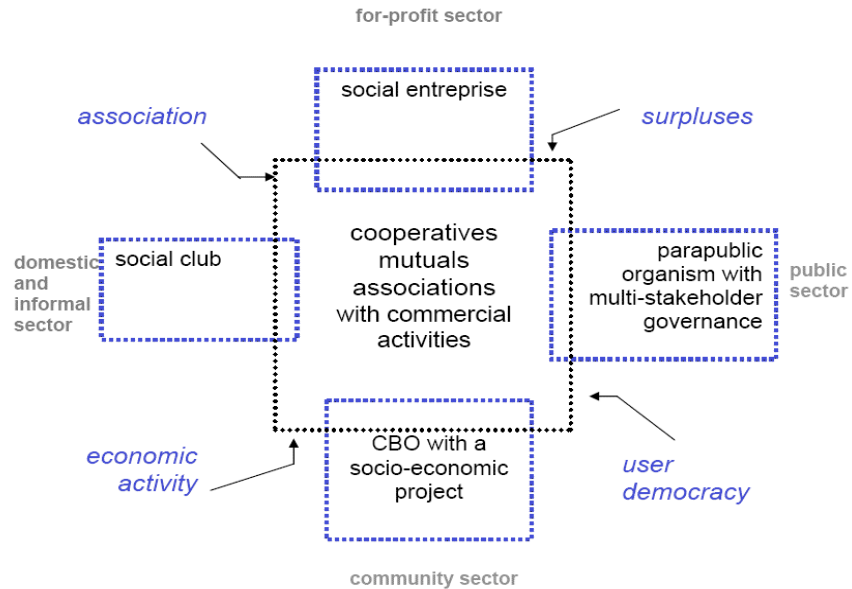 for-profit sector
social entreprise
association
surpluses
cooperatives
mutuals
associations
with commercial
activities
domestic
and
informal
sector
social club
parapublic
organism with
multi-stakeholder
governance
public
sector
CBO with a
socio-economic
project
economic
activity
user
democracy
community sector